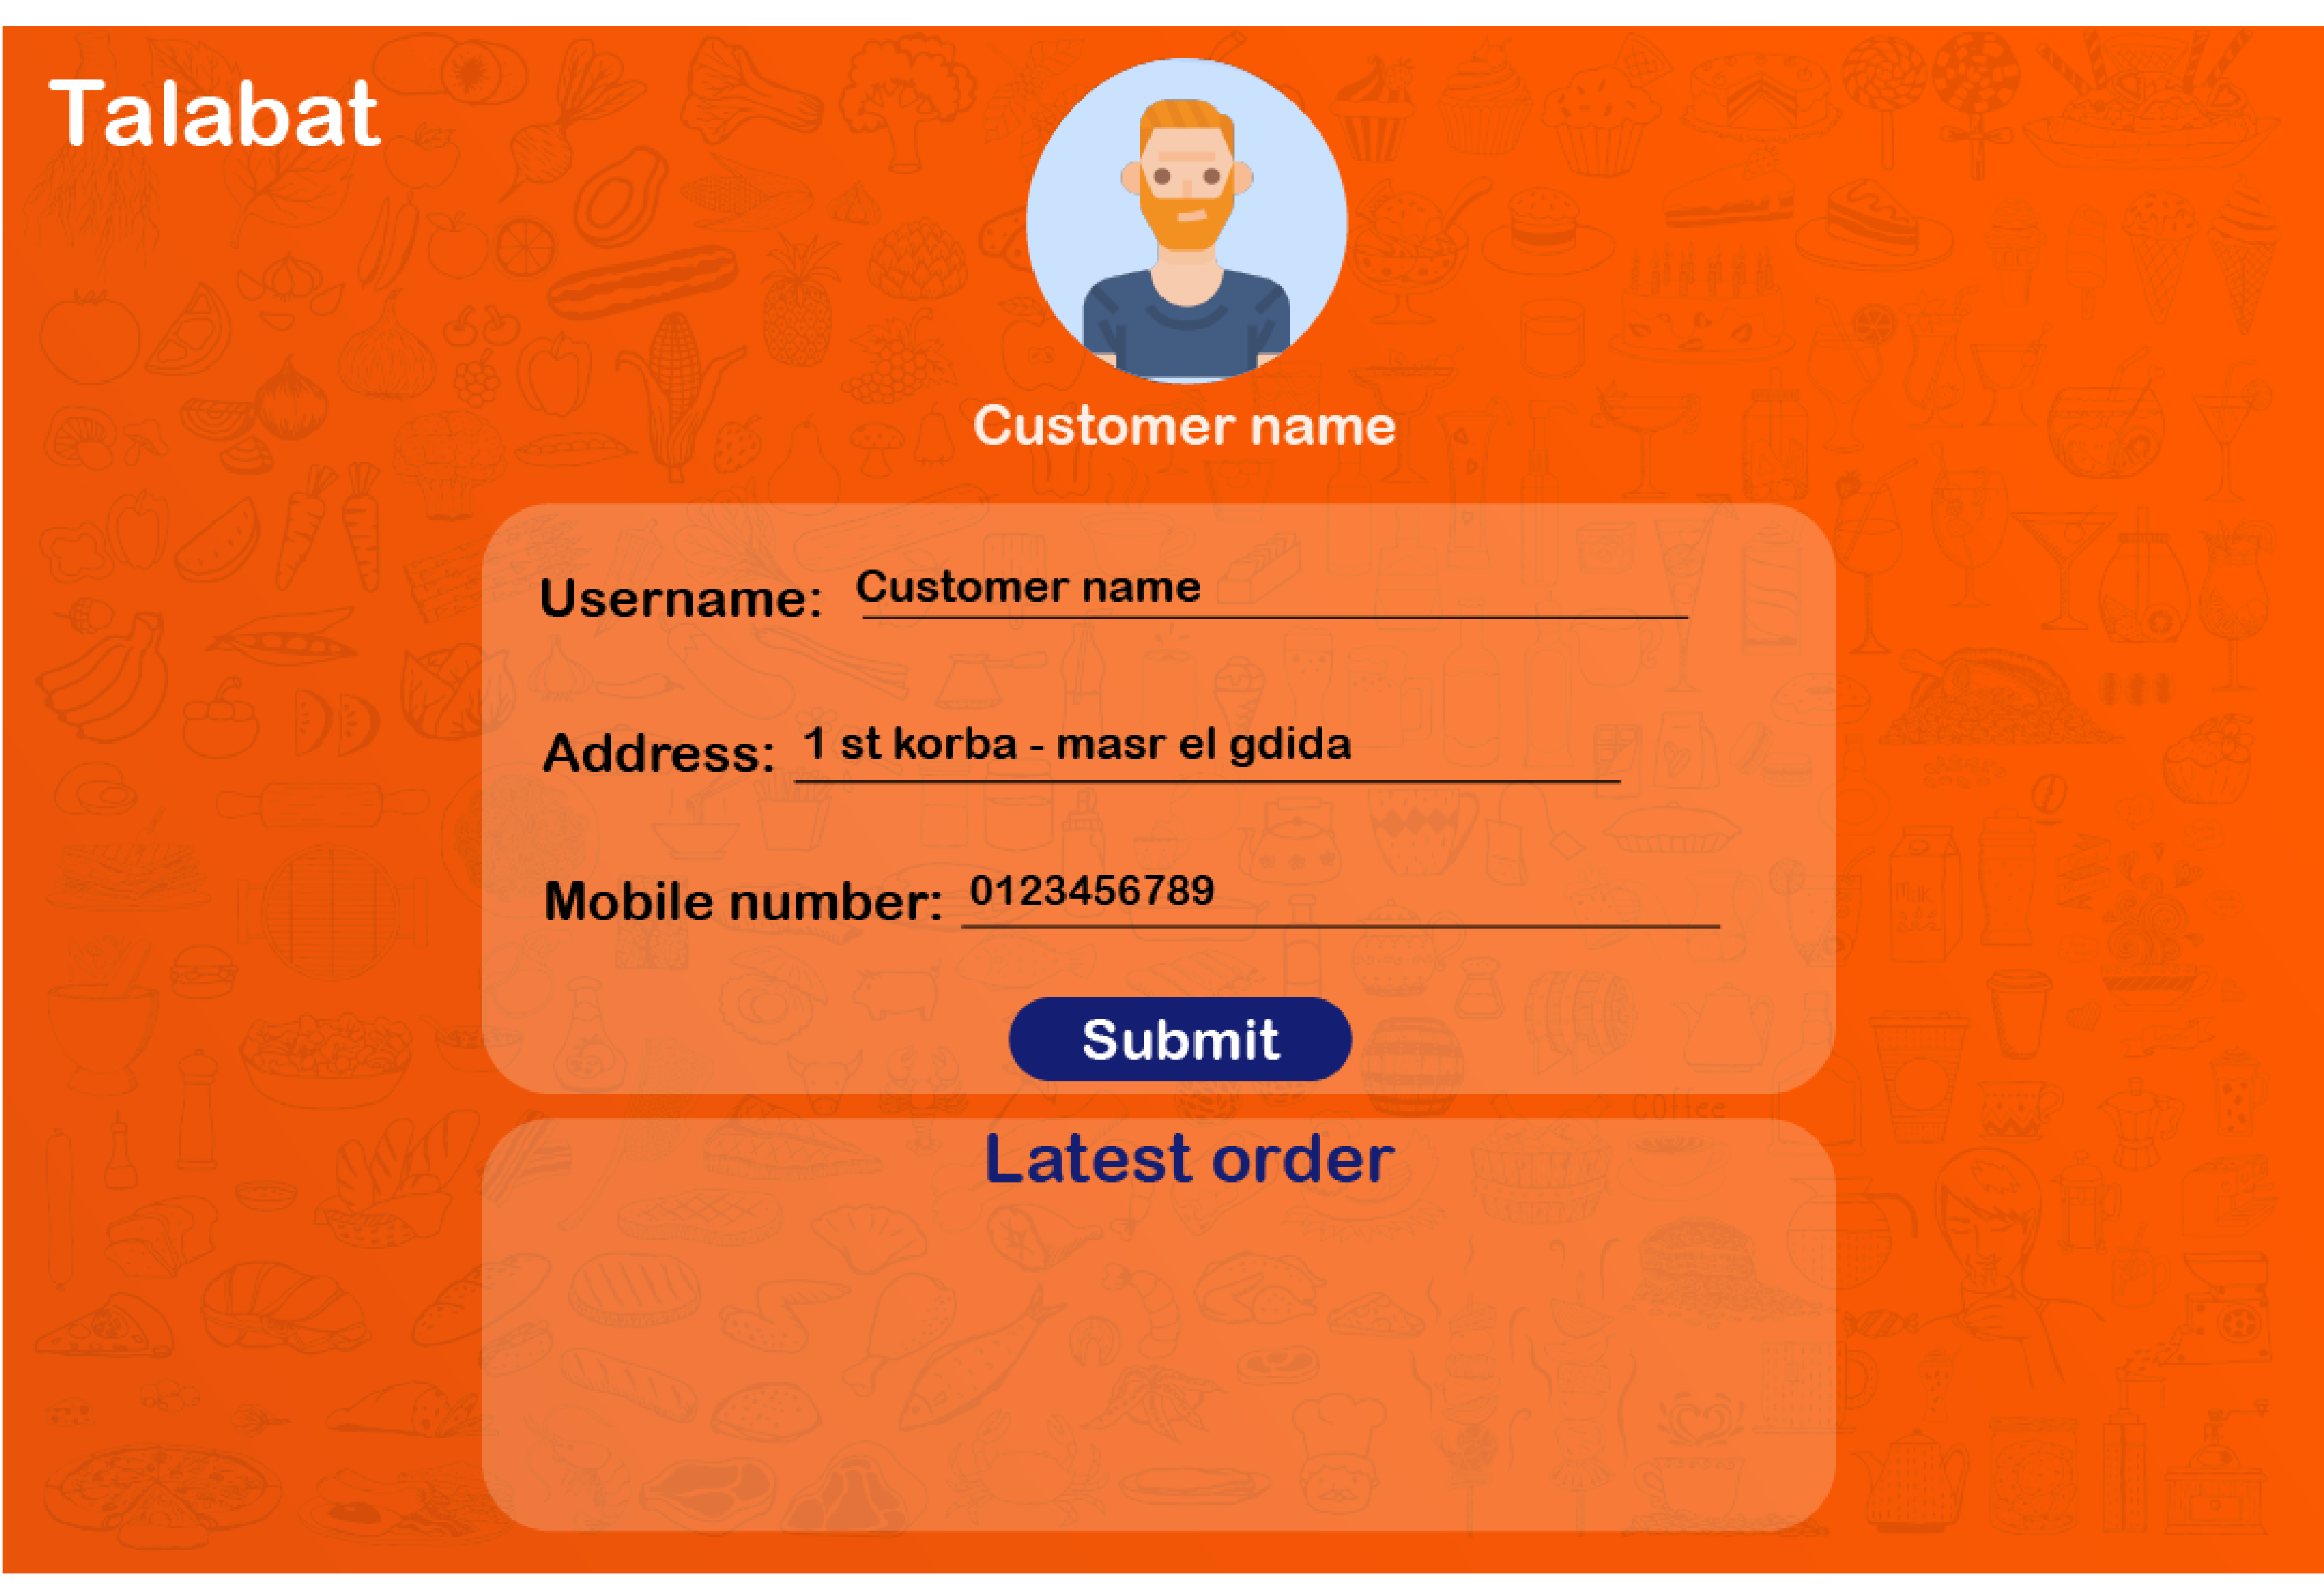 Talabat
Customer name
Username: Customer name
Address: 1 st korba - masr el gdida
Mobile number: 0123456789
Submit
coffee
Latest order